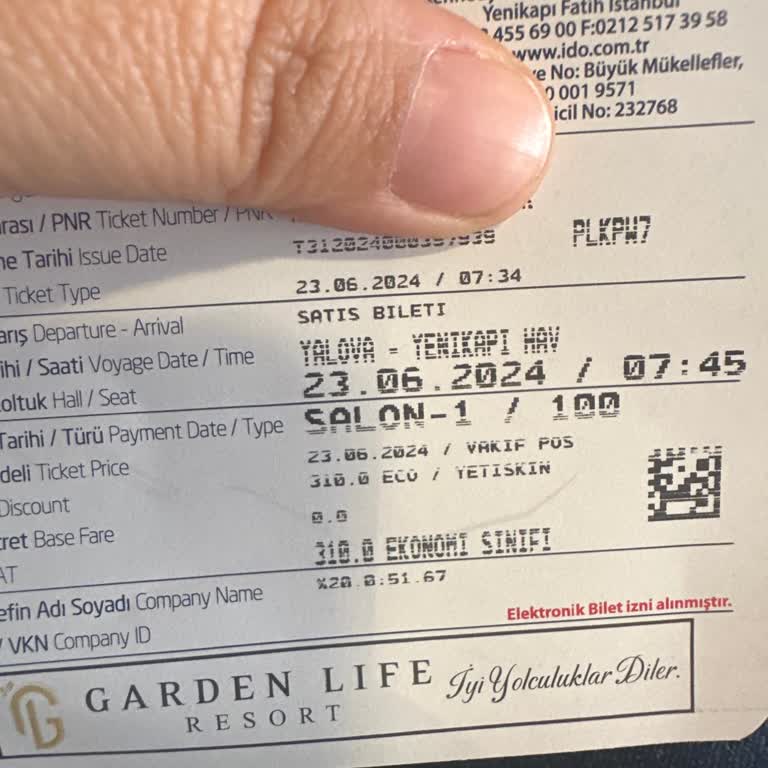 Yenikapı Fatih İstanbul
455 69 00 F:0212 517 39 58
www.ido.com.tr
No: Büyük Mükellefler,
001 9571
icil No: 232768
rası / PNR Ticket Number / PNR
PLKPW7
ne Tarihi Issue Date
23.06.2024 / 07:34
Ticket Type
SATIS BILETI
arış Departure - Arrival
YALOVA - YENIKAPI HAV
ihi / Saati Voyage Date / Time
23.06.2024 / 07:45
oltuk Hall / Seat
SALON-1 / 100
Tarihi / Türü Payment Date / Type
23.06.2024 / VAKIF POS
deli Ticket Price
310.0 ECO / YETISKIN
Discount
0.0
ret Base Fare
310.0 EKONOMI SINIFI
AT
%20.0:51.67
efin Adı Soyadı Company Name
Elektronik Bilet izni alınmıştır.
/ VKN Company ID
GARDEN LIFE
RESORT
İyi Yolculuklar Diler.